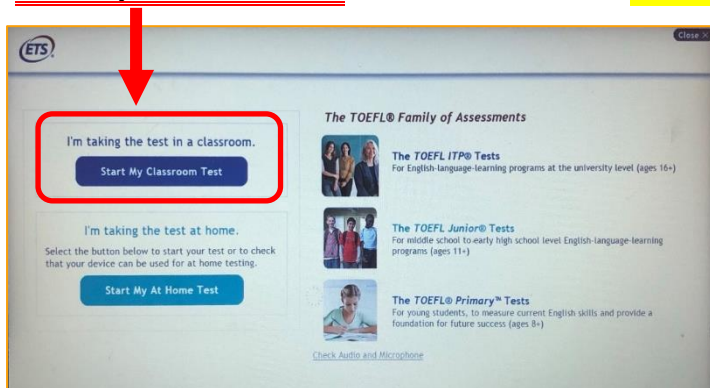 ETS
Close ×
I'm taking the test in a classroom.
Start My Classroom Test
I'm taking the test at home.
Select the button below to start your test or to check
that your device can be used for at home testing.
Start My At Home Test
The TOEFL® Family of Assessments
The TOEFL ITP® Tests
For English-language-learning programs at the university level (ages 16+)
The TOEFL Junior® Tests
For middle school to early high school level English-language-learning
programs (ages 11+)
The TOEFL® Primary™ Tests
For young students, to measure current English skills and provide a
foundation for future success (ages 8+)
Check Audio and Microphone